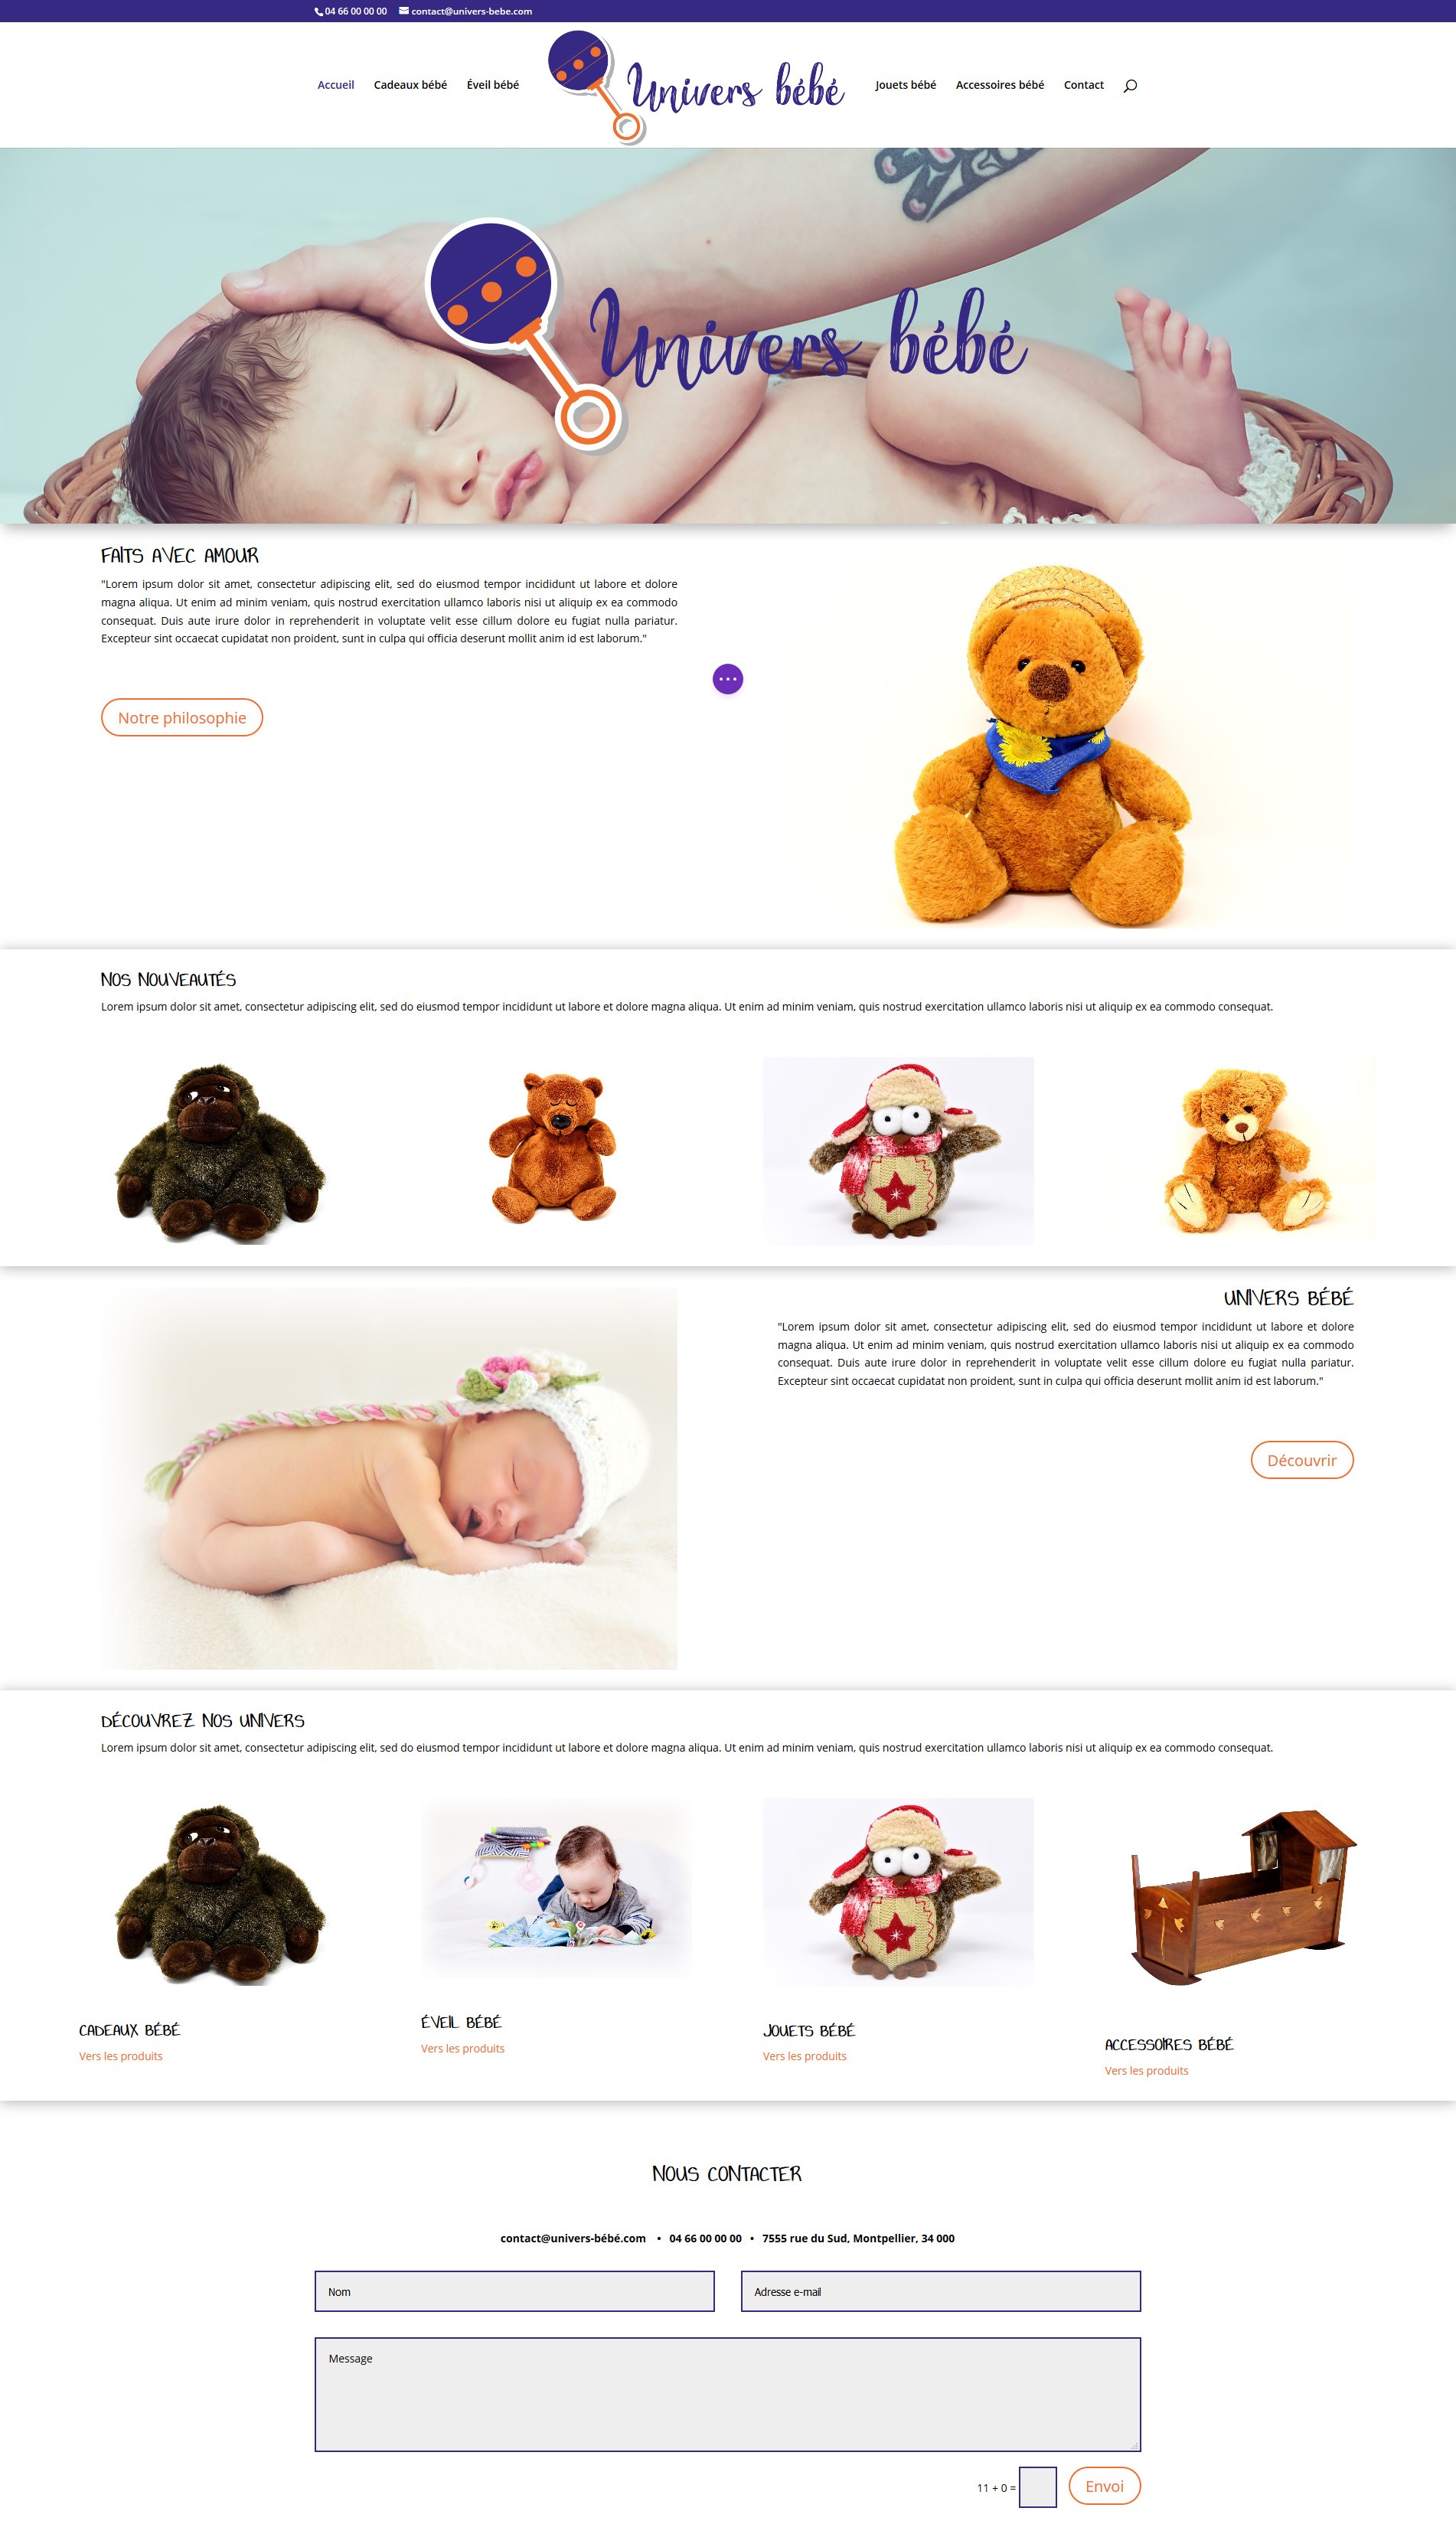 04 66 00 00 00 contact@univers-bebe.com
Accueil Cadeaux bébé Éveil bébé Univers bébé Jouets bébé Accessoires bébé Contact
Univers bébé
FAITS AVEC AMOUR
"Lorem ipsum dolor sit amet, consectetur adipiscing elit, sed do eiusmod tempor incididunt ut labore et dolore
magna aliqua. Ut enim ad minim veniam, quis nostrud exercitation ullamco laboris nisi ut aliquip ex ea commodo
consequat. Duis aute irure dolor in reprehenderit in voluptate velit esse cillum dolore eu fugiat nulla pariatur.
Excepteur sint occaecat cupidatat non proident, sunt in culpa qui officia deserunt mollit anim id est laborum."
Notre philosophie
NOS NOUVEAUTÉS
Lorem ipsum dolor sit amet, consectetur adipiscing elit, sed do eiusmod tempor incididunt ut labore et dolore magna aliqua. Ut enim ad minim veniam, quis nostrud exercitation ullamco laboris nisi ut aliquip ex ea commodo consequat.
UNIVERS BÉBÉ
"Lorem ipsum dolor sit amet, consectetur adipiscing elit, sed do eiusmod tempor incididunt ut labore et dolore
magna aliqua. Ut enim ad minim veniam, quis nostrud exercitation ullamco laboris nisi ut aliquip ex ea commodo
consequat. Duis aute irure dolor in reprehenderit in voluptate velit esse cillum dolore eu fugiat nulla pariatur.
Excepteur sint occaecat cupidatat non proident, sunt in culpa qui officia deserunt mollit anim id est laborum."
Découvrir
DÉCOUVREZ NOS UNIVERS
Lorem ipsum dolor sit amet, consectetur adipiscing elit, sed do eiusmod tempor incididunt ut labore et dolore magna aliqua. Ut enim ad minim veniam, quis nostrud exercitation ullamco laboris nisi ut aliquip ex ea commodo consequat.
CADEAUX BÉBÉ
Vers les produits
ÉVEIL BÉBÉ
Vers les produits
JOUETS BÉBÉ
Vers les produits
ACCESSOIRES BÉBÉ
Vers les produits
NOUS CONTACTER
contact@univers-bébé.com • 04 66 00 00 00 • 7555 rue du Sud, Montpellier, 34 000
Nom
Adresse e-mail
Message
11 + 0 =
Envoi